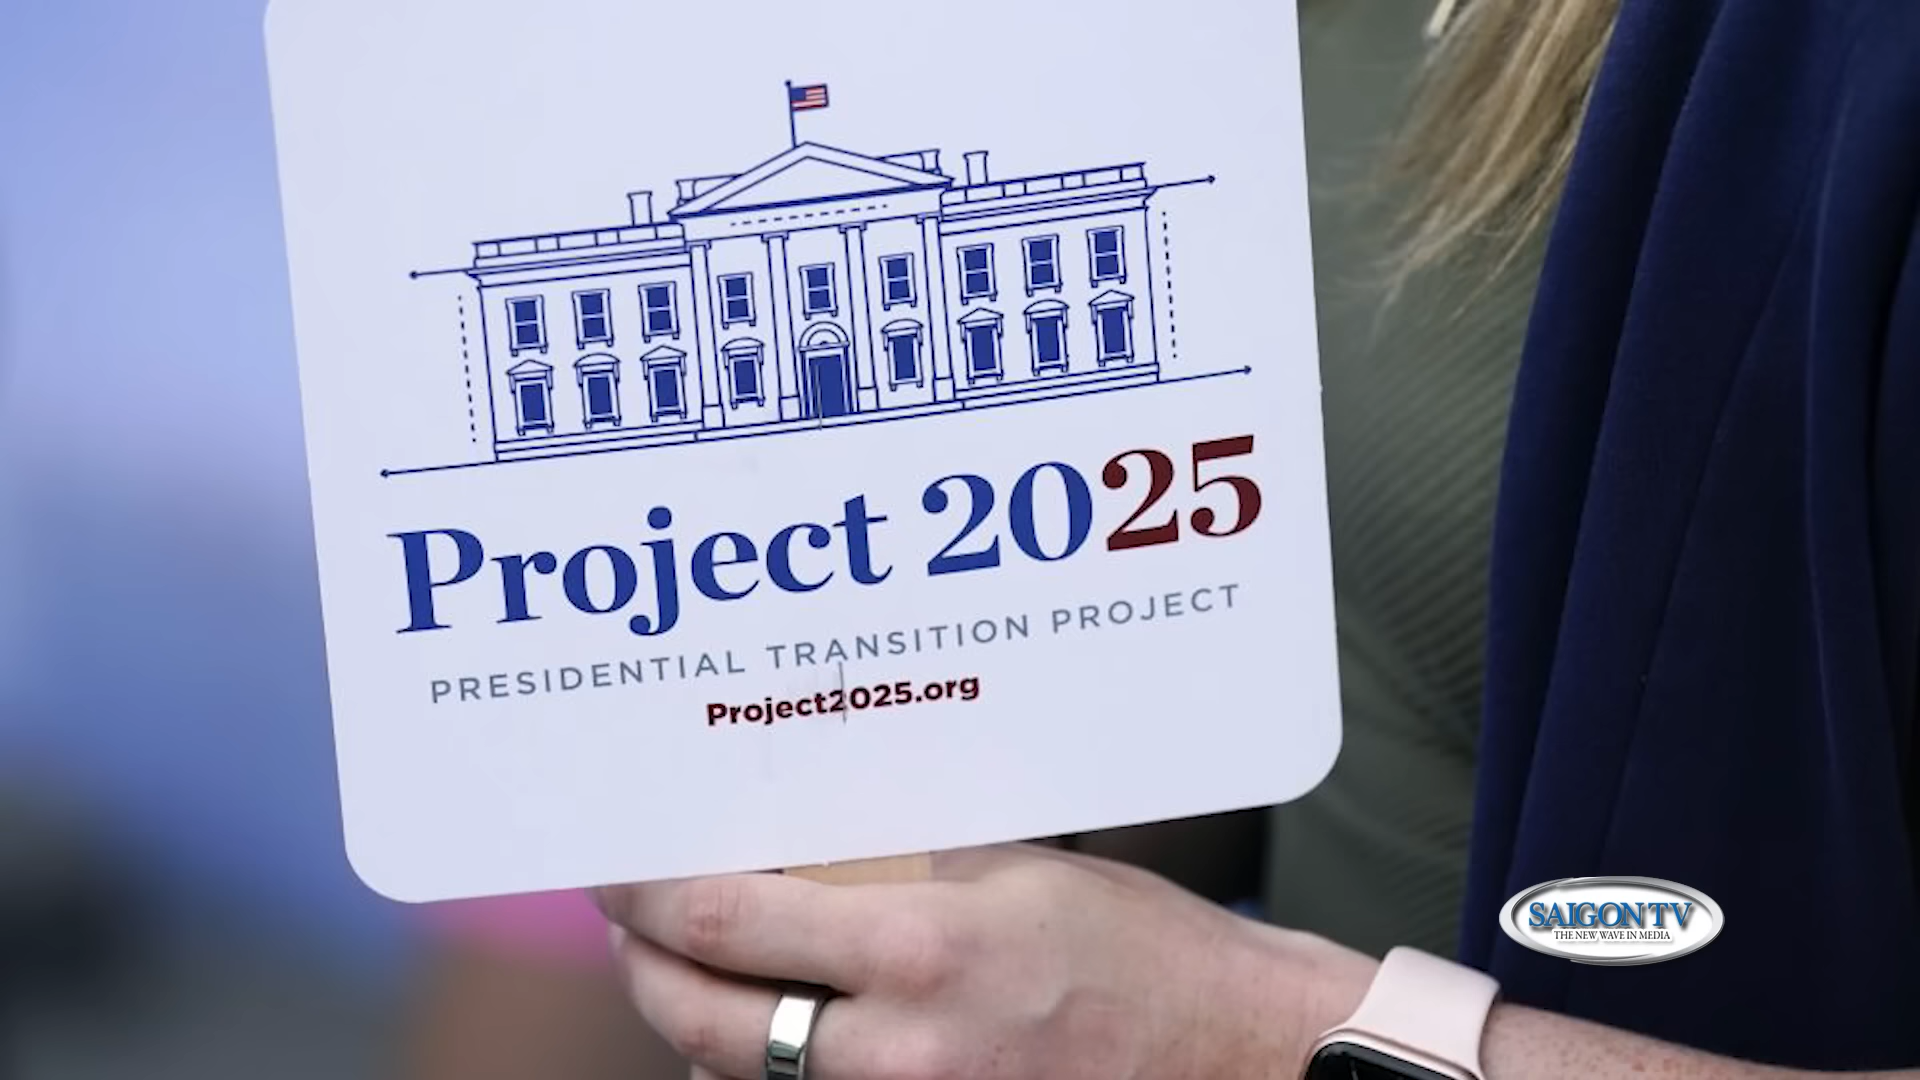 Project 2025
PRESIDENTIAL TRANSITION PROJECT
Project2025.org
SAIGON TV
THE NEW WAVE IN MEDIA